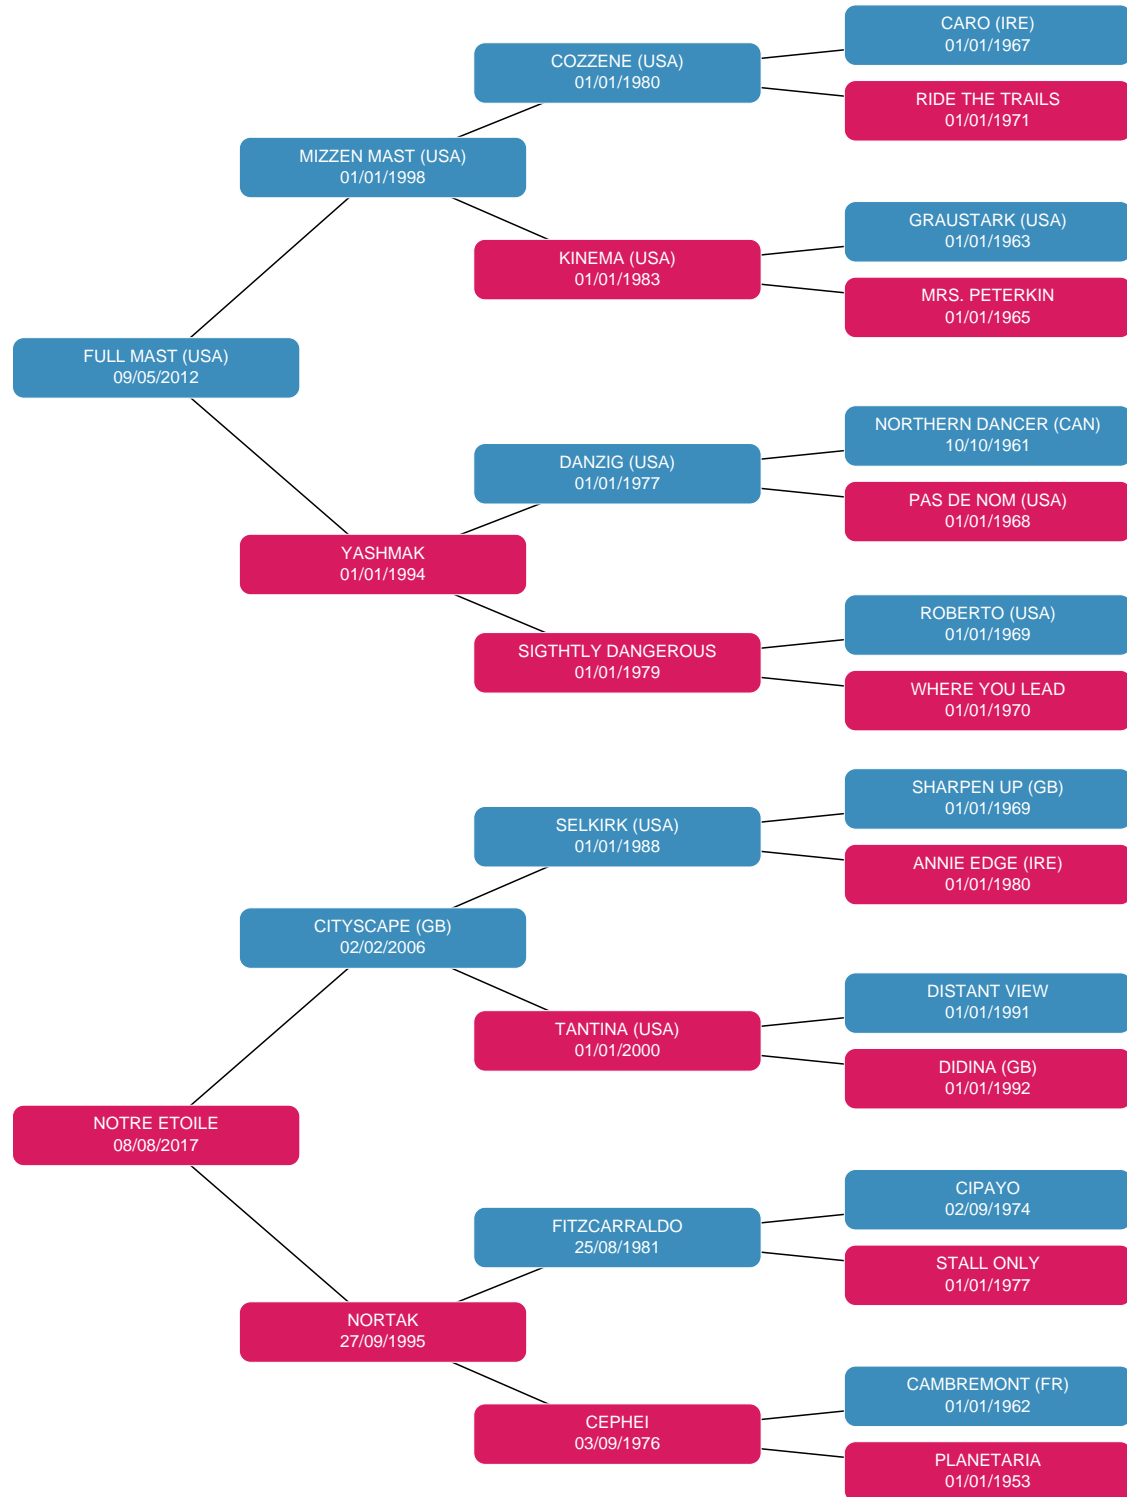 CARO (IRE)
01/01/1967
COZZENE (USA)
01/01/1980
RIDE THE TRAILS
01/01/1971
MIZZEN MAST (USA)
01/01/1998
GRAUSTARK (USA)
01/01/1963
KINEMA (USA)
01/01/1983
MRS. PETERKIN
01/01/1965
FULL MAST (USA)
09/05/2012
NORTHERN DANCER (CAN)
10/10/1961
DANZIG (USA)
01/01/1977
PAS DE NOM (USA)
01/01/1968
YASHMAK
01/01/1994
ROBERTO (USA)
01/01/1969
SIGTHTLY DANGEROUS
01/01/1979
WHERE YOU LEAD
01/01/1970
SHARPEN UP (GB)
01/01/1969
SELKIRK (USA)
01/01/1988
ANNIE EDGE (IRE)
01/01/1980
CITYSCAPE (GB)
02/02/2006
DISTANT VIEW
01/01/1991
TANTINA (USA)
01/01/2000
DIDINA (GB)
01/01/1992
NOTRE ETOILE
08/08/2017
CIPAYO
02/09/1974
FITZCARRALDO
25/08/1981
STALL ONLY
01/01/1977
NORTAK
27/09/1995
CAMBREMONT (FR)
01/01/1962
CEPHEI
03/09/1976
PLANETARIA
01/01/1953